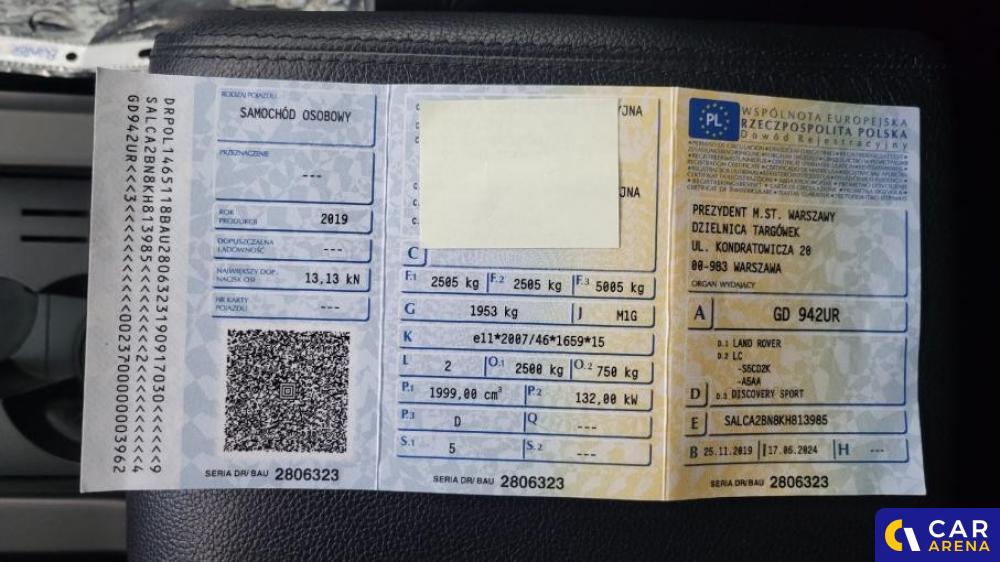 DRPOL1465118BAU2806323190917030<<<<<<9
SALCA2BN8KH813985<<<<<<<<<2<<<<<<<<4
RODZAJ POJAZDU
SAMOCHÓD OSOBOWY
PRZEZNACZENIE
---
ROK PRODUKCJI
2019
DOPUSZCZALNA ŁADOWNOŚĆ
---
NAJWIĘKSZY DOP. NACISK OSI
13,13 kN
NR KARTY POJAZDU
---
SERIA DR/ BAU 2806323
YJNA
YJNA
C
F.1 2505 kg F.2 2505 kg F.3 5005 kg
G 1953 kg J M1G
K e11*2007/46*1659*15
L 2 O.1 2500 kg O.2 750 kg
P.1 1999,00 cm³ P.2 132,00 kW
P.3 D Q ---
S.1 5 S.2 ---
SERIA DR/ BAU 2806323
PL
WSPÓLNOTA EUROPEJSKA
RZECZPOSPOLITA POLSKA
Dowód Rejestracyjny
PREZYDENT M.ST. WARSZAWY
DZIELNICA TARGÓWEK
UL. KONDRATOWICZA 20
00-983 WARSZAWA
ORGAN WYDAJĄCY
A GD 942UR
D.1 LAND ROVER
D.2 LC
-S5CD2K
-A5AA
D D.3 DISCOVERY SPORT
E SALCA2BN8KH813985
B 25.11.2019 I 17.06.2024 H ---
SERIA DR/ BAU 2806323
CAR
ARENA